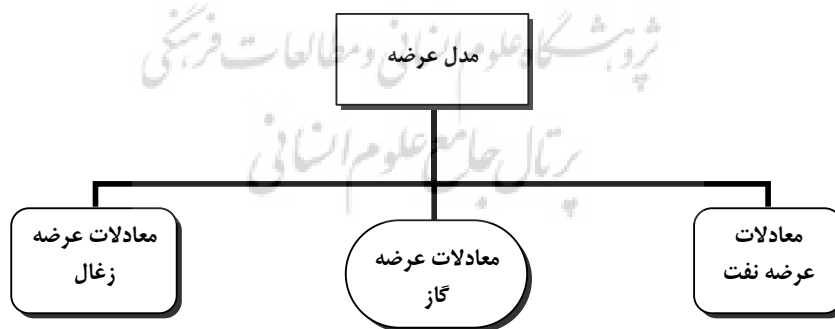 پژوهشگاه علوم انسانی و مطالعات فرهنگی
مدل عرضه
پرتال جامع علوم انسانی
معادلات
عرضه نفت
معادلات عرضه
گاز
معادلات عرضه
زغال